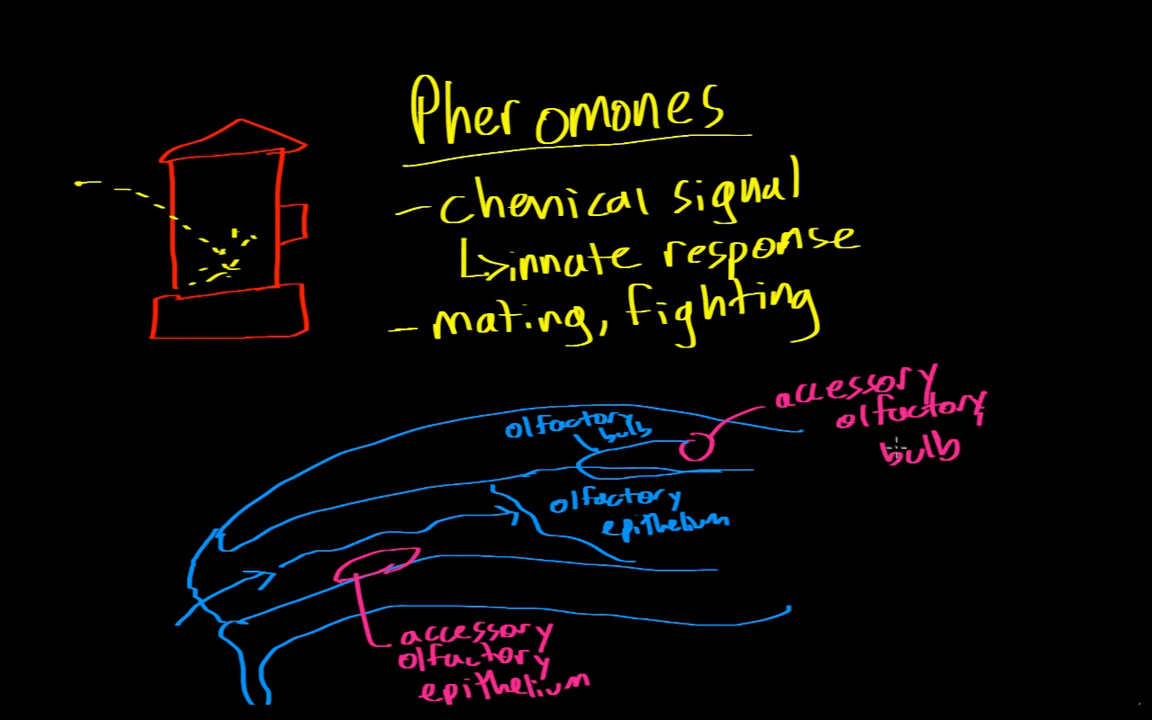 Pheromones
- chemical signal
↳ innate response
- mating, fighting
accessory
olfactory
bulb
olfactory
bulb
olfactory
epithelium
accessory
olfactory
epithelium